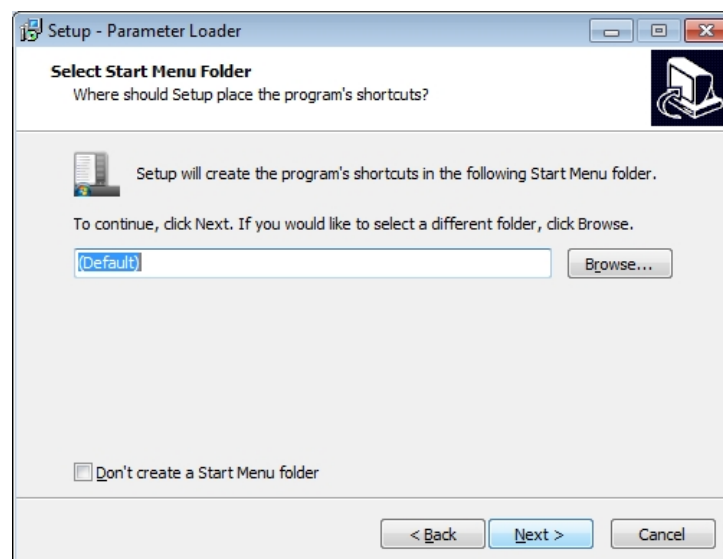 Setup - Parameter Loader
Select Start Menu Folder
Where should Setup place the program's shortcuts?
Setup will create the program's shortcuts in the following Start Menu folder.
To continue, click Next. If you would like to select a different folder, click Browse.
(Default)
Browse...
Don't create a Start Menu folder
< Back
Next >
Cancel